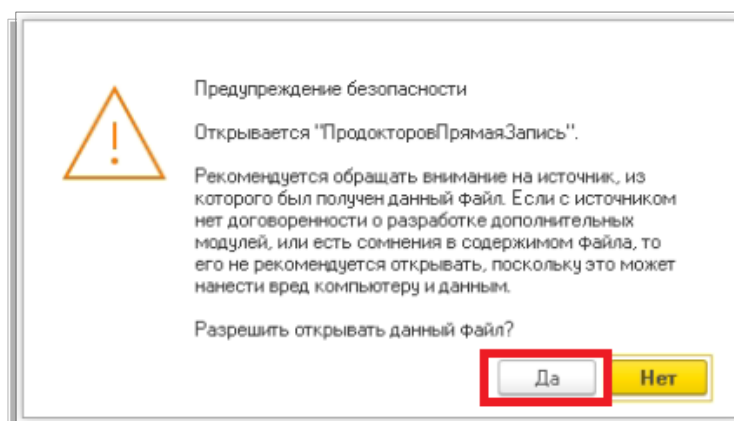 Предупреждение безопасности
Открывается "ПродокторовПрямаяЗапись".
Рекомендуется обращать внимание на источник, из
которого был получен данный файл. Если с источником
нет договоренности о разработке дополнительных
модулей, или есть сомнения в содержимом файла, то
его не рекомендуется открывать, поскольку это может
нанести вред компьютеру и данным.
Разрешить открывать данный файл?
Да Нет